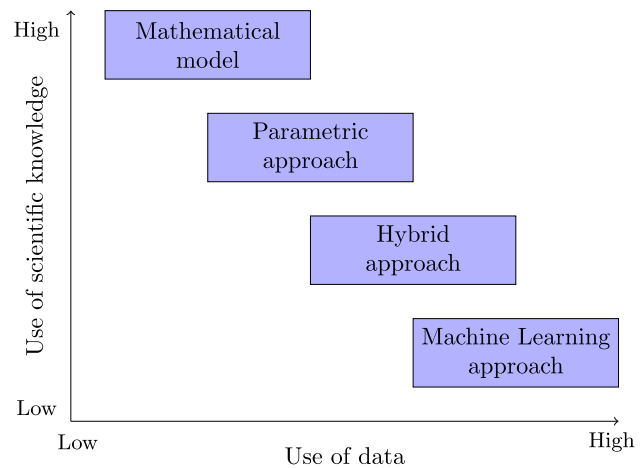 High
Mathematical
model
Parametric
approach
Hybrid
approach
Machine Learning
approach
Use of scientific knowledge
Low
Low
Use of data
High